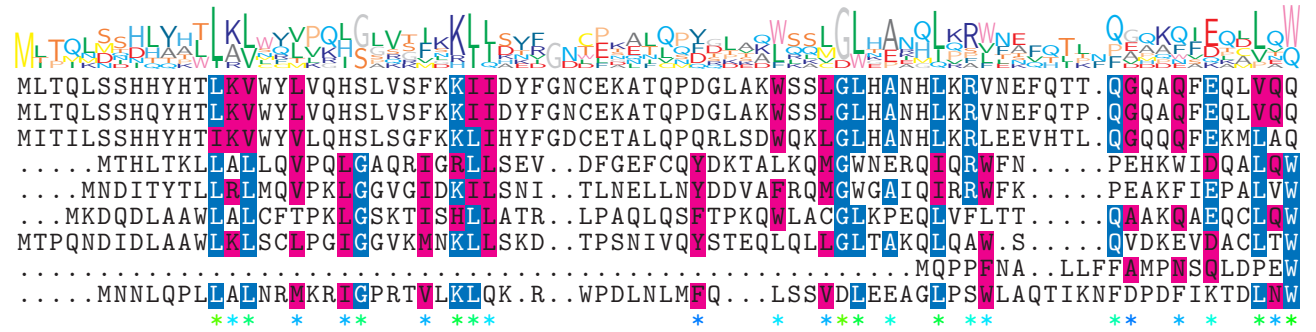 MLTQLSSHHYHTLKVWYLVQHSLVSFKKIIDYFGNCEKATQPDGLAKWSSLGLHANHLKRVNEFQTT.QGQAQFEQLVQQ
MLTQLSSHQYHTLKVWYLVQHSLVSFKKIIDYFGNCEKATQPDGLAKWSSLGLHANHLKRVNEFQTP.QGQAQFEQLVQQ
MITILSSHHYHTIKVWYVLQHSLSGFKKLIHYFGDCETALQPQRLSDWQKLGLHANHLKRLEEVHTL.QGQQQFEKMLAQ
.....MTHLTKLLALLQVPQLGAQRIGRLLSEV..DFGEFCQYDKTALKQMGWNERQIQRWFN.....PEHKWIDQALQW
....MNDITYTLLRLMQVPKLGGVGIDKILSNI..TLNELLNYDDVAFRQMGWGAIQIRRWFK.....PEAKFIEPALVW
...MKDQDLAAWLALCFTPKLGSKTISHLLATR..LPAQLQSFTPKQWLACGLKPEQLVFLTT.....QAAKQAEQCLQW
MTPQNDIDLAAWLKLSCLPGIGGVKMNKLLSKD..TPSNIVQYSTEQLQLLGLTAKQLQAW.S.....QVDKEVDACLTW
........................................................MQPPFNA..LLFFAMPNSQLDPEW
.....MNNLQPLLALNRMKRIGPRTVLKLQK.R..WPDLNLMFQ...LSSVDLEEAGLPSWLAQTIKNFDPDFIKTDLNW